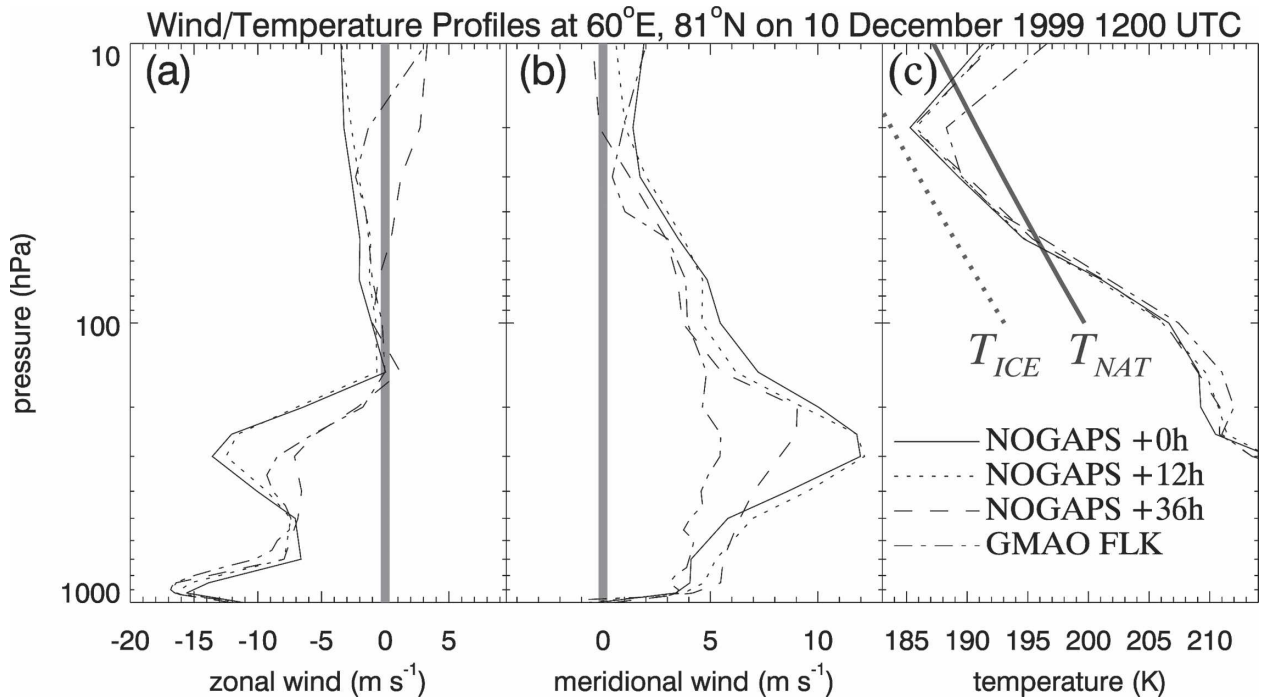 Wind/Temperature Profiles at 60°E, 81°N on 10 December 1999 1200 UTC
(a)
(b)
(c)
10
100
1000
pressure (hPa)
T_ICE
T_NAT
NOGAPS +0h
NOGAPS +12h
NOGAPS +36h
GMAO FLK
-20 -15 -10 -5 0 5
0 5 10
185 190 195 200 205 210
zonal wind (m s⁻¹)
meridional wind (m s⁻¹)
temperature (K)